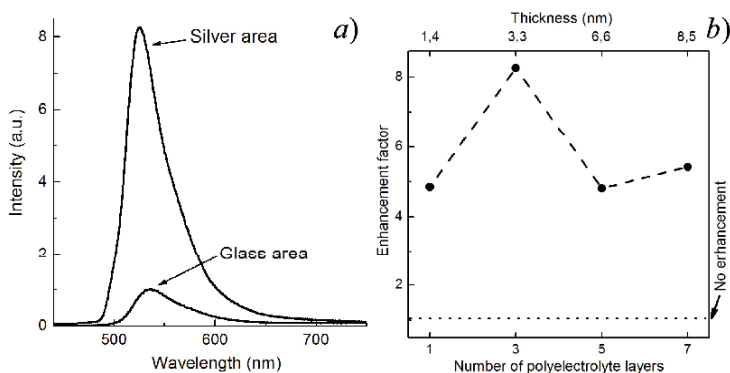 a)
Silver area
Glass area
8
6
4
2
0
500
600
700
Intensity (a.u.)
Wavelength (nm)
b)
Thickness (nm)
1,4
3,3
6,6
8,5
8
6
4
2
Enhancement factor
No enhancement
1
3
5
7
Number of polyelectrolyte layers